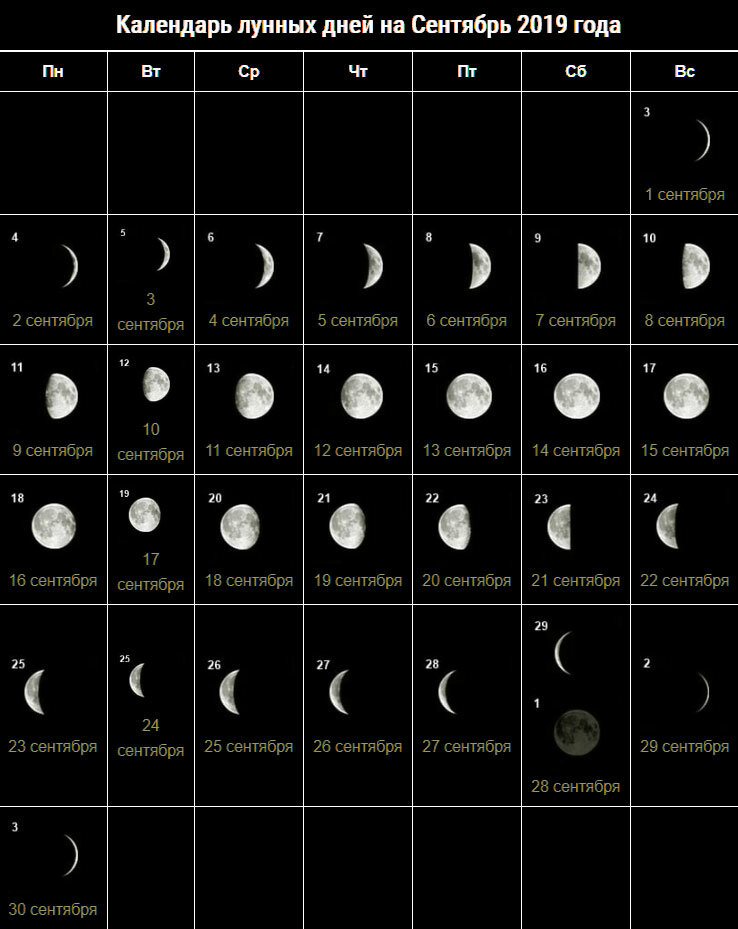 Календарь лунных дней на Сентябрь 2019 года
Пн Вт Ср Чт Пт Сб Вс
3
1 сентября
4 5 6 7 8 9 10
2 сентября 3 сентября 4 сентября 5 сентября 6 сентября 7 сентября 8 сентября
11 12 13 14 15 16 17
9 сентября 10 сентября 11 сентября 12 сентября 13 сентября 14 сентября 15 сентября
18 19 20 21 22 23 24
16 сентября 17 сентября 18 сентября 19 сентября 20 сентября 21 сентября 22 сентября
25 25 26 27 28 29 1 2
23 сентября 24 сентября 25 сентября 26 сентября 27 сентября 28 сентября 29 сентября
3
30 сентября